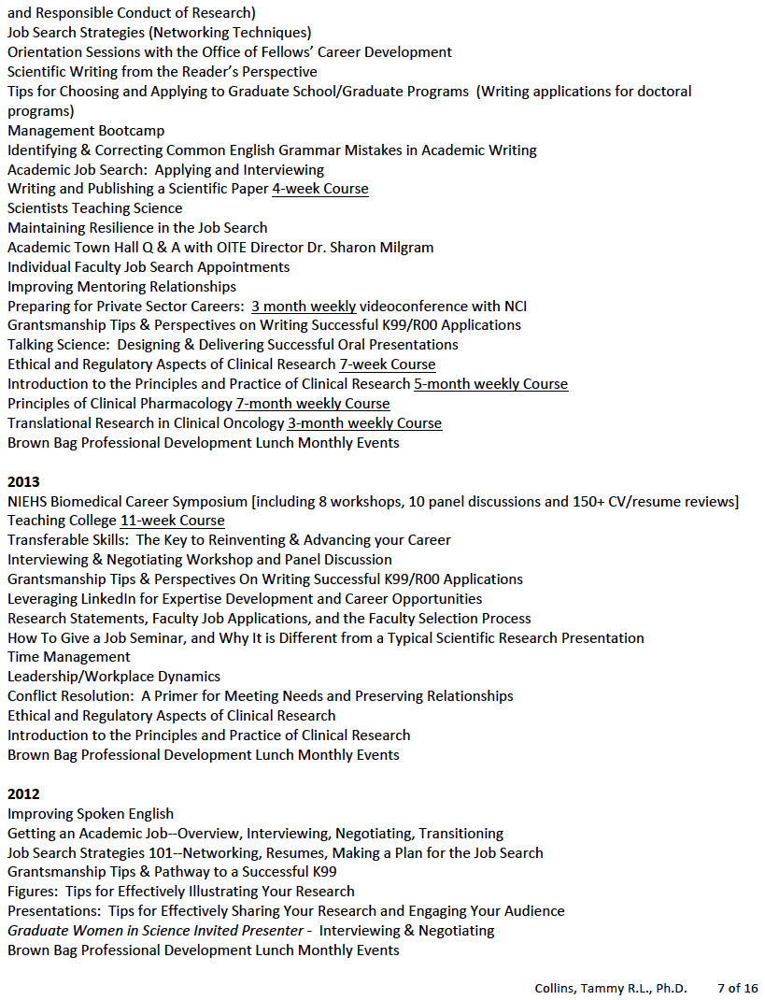 and Responsible Conduct of Research)
Job Search Strategies (Networking Techniques)
Orientation Sessions with the Office of Fellows’ Career Development
Scientific Writing from the Reader’s Perspective
Tips for Choosing and Applying to Graduate School/Graduate Programs  (Writing applications for doctoral
programs)
Management Bootcamp
Identifying & Correcting Common English Grammar Mistakes in Academic Writing
Academic Job Search:  Applying and Interviewing
Writing and Publishing a Scientific Paper 4-week Course
Scientists Teaching Science
Maintaining Resilience in the Job Search
Academic Town Hall Q & A with OITE Director Dr. Sharon Milgram
Individual Faculty Job Search Appointments
Improving Mentoring Relationships
Preparing for Private Sector Careers:  3 month weekly videoconference with NCI
Grantsmanship Tips & Perspectives on Writing Successful K99/R00 Applications
Talking Science:  Designing & Delivering Successful Oral Presentations
Ethical and Regulatory Aspects of Clinical Research 7-week Course
Introduction to the Principles and Practice of Clinical Research 5-month weekly Course
Principles of Clinical Pharmacology 7-month weekly Course
Translational Research in Clinical Oncology 3-month weekly Course
Brown Bag Professional Development Lunch Monthly Events
2013
NIEHS Biomedical Career Symposium [including 8 workshops, 10 panel discussions and 150+ CV/resume reviews]
Teaching College 11-week Course
Transferable Skills:  The Key to Reinventing & Advancing your Career
Interviewing & Negotiating Workshop and Panel Discussion
Grantsmanship Tips & Perspectives On Writing Successful K99/R00 Applications
Leveraging LinkedIn for Expertise Development and Career Opportunities
Research Statements, Faculty Job Applications, and the Faculty Selection Process
How To Give a Job Seminar, and Why It is Different from a Typical Scientific Research Presentation
Time Management
Leadership/Workplace Dynamics
Conflict Resolution:  A Primer for Meeting Needs and Preserving Relationships
Ethical and Regulatory Aspects of Clinical Research
Introduction to the Principles and Practice of Clinical Research
Brown Bag Professional Development Lunch Monthly Events
2012
Improving Spoken English
Getting an Academic Job--Overview, Interviewing, Negotiating, Transitioning
Job Search Strategies 101--Networking, Resumes, Making a Plan for the Job Search
Grantsmanship Tips & Pathway to a Successful K99
Figures:  Tips for Effectively Illustrating Your Research
Presentations:  Tips for Effectively Sharing Your Research and Engaging Your Audience
Graduate Women in Science Invited Presenter -  Interviewing & Negotiating
Brown Bag Professional Development Lunch Monthly Events
Collins, Tammy R.L., Ph.D. 7 of 16